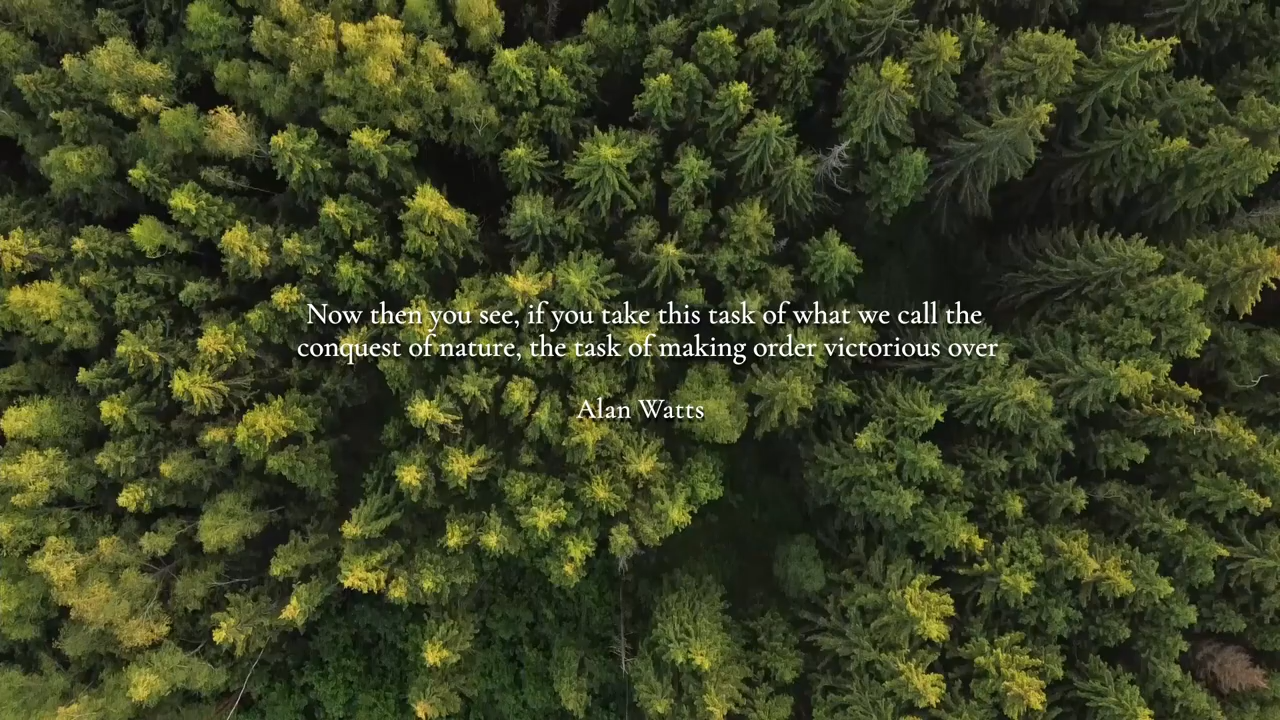 Now then you see, if you take this task of what we call the
conquest of nature, the task of making order victorious over
Alan Watts